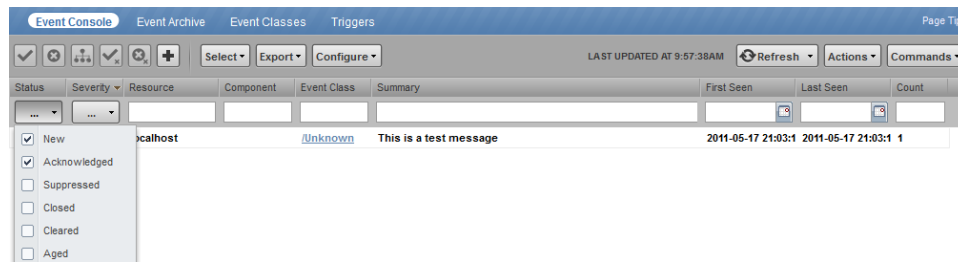 Event Console Event Archive Event Classes Triggers Page Tip
Select Export Configure LAST UPDATED AT 9:57:38AM Refresh Actions Commands
Status Severity Resource Component Event Class Summary First Seen Last Seen Count
... ...
New ocalhost /Unknown This is a test message 2011-05-17 21:03:1 2011-05-17 21:03:1 1
Acknowledged
Suppressed
Closed
Cleared
Aged